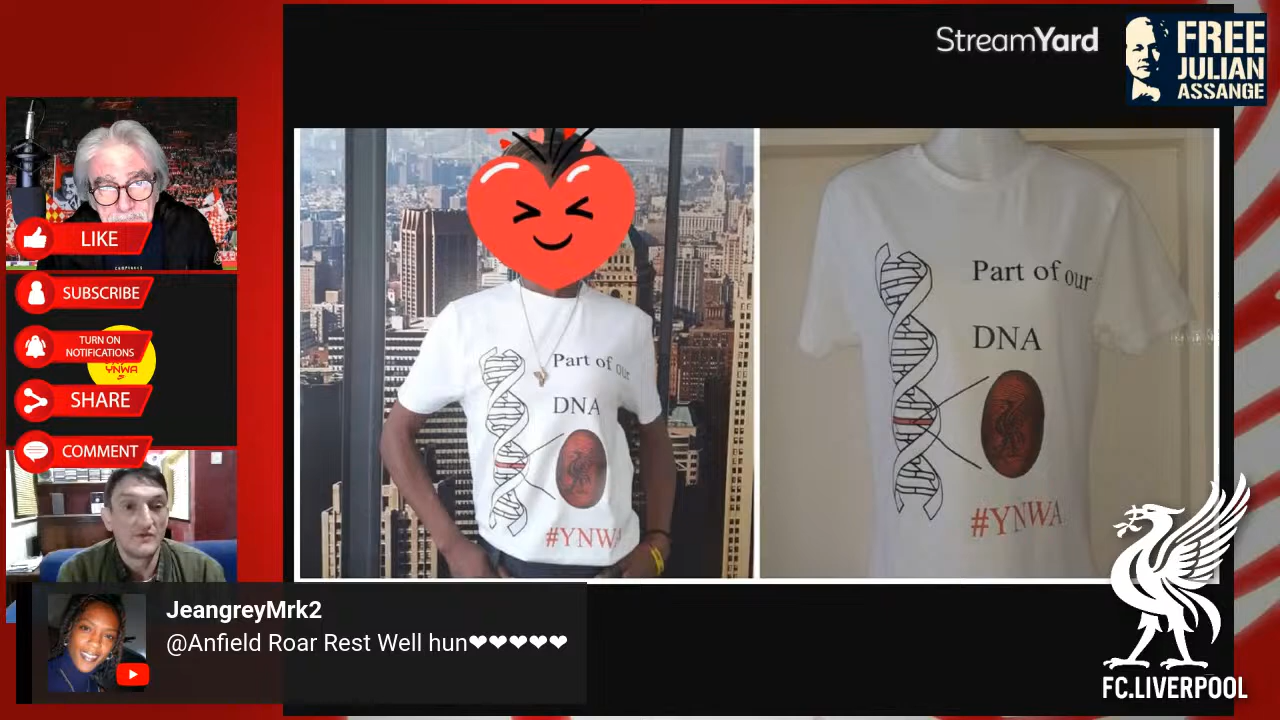 StreamYard
FREE
JULIAN
ASSANGE
LIKE
SUBSCRIBE
TURN ON
NOTIFICATIONS
YNWA
SHARE
COMMENT
Part of our
DNA
#YNWA
Part of our
DNA
#YNWA
JeangreyMrk2
@Anfield Roar Rest Well hun❤❤❤❤❤
FC.LIVERPOOL